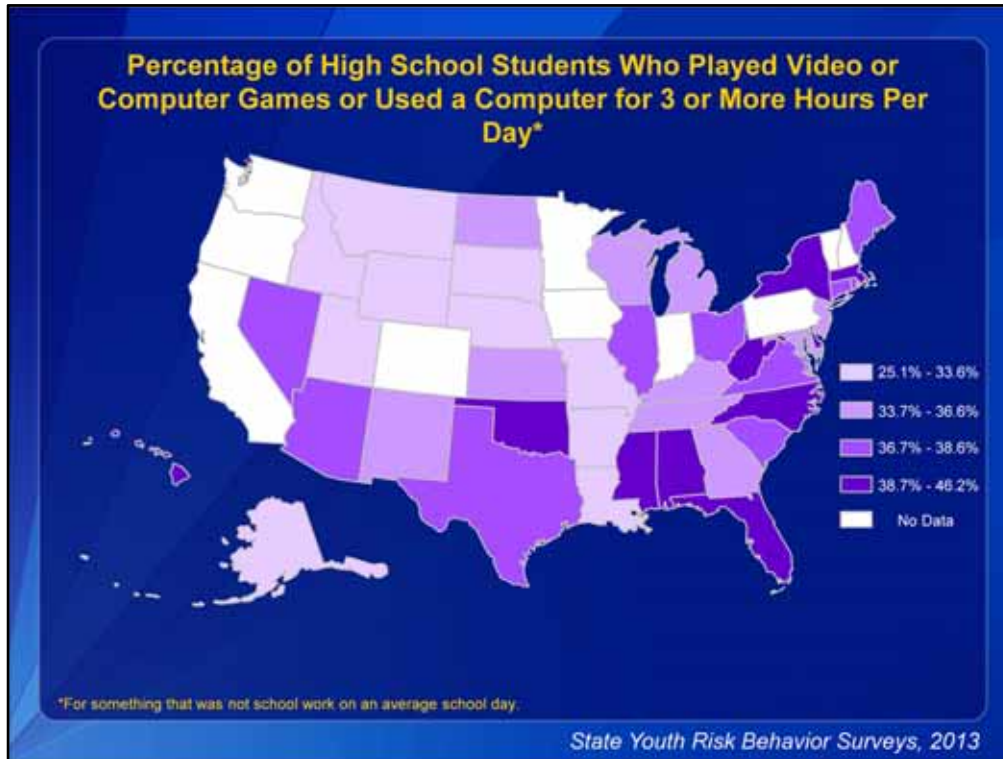 Percentage of High School Students Who Played Video or
Computer Games or Used a Computer for 3 or More Hours Per
Day*
25.1% - 33.6%
33.7% - 36.6%
36.7% - 38.6%
38.7% - 46.2%
No Data
*For something that was not school work on an average school day.
State Youth Risk Behavior Surveys, 2013